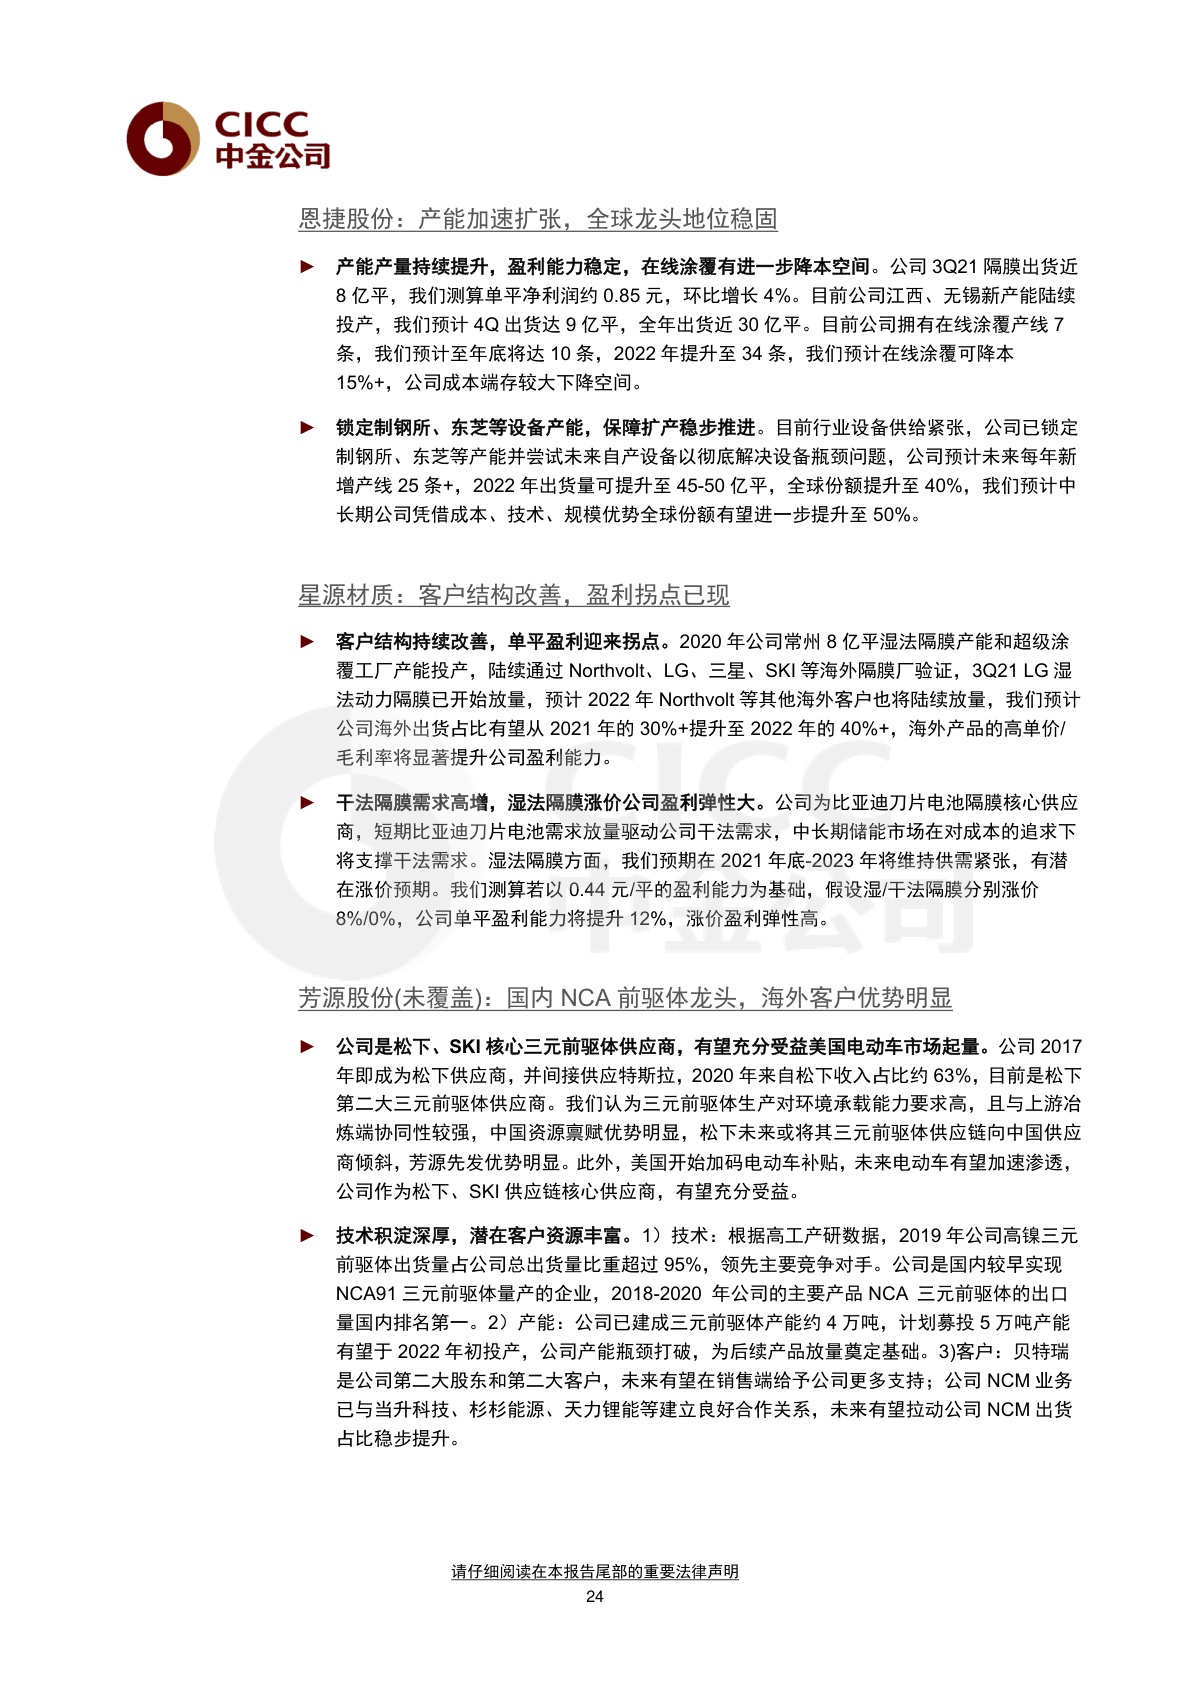 CICC
中金公司
恩捷股份：产能加速扩张，全球龙头地位稳固
► 产能产量持续提升，盈利能力稳定，在线涂覆有进一步降本空间。公司 3Q21 隔膜出货近
8 亿平，我们测算单平净利润约 0.85 元，环比增长 4%。目前公司江西、无锡新产能陆续
投产，我们预计 4Q 出货达 9 亿平，全年出货近 30 亿平。目前公司拥有在线涂覆产线 7
条，我们预计至年底将达 10 条，2022 年提升至 34 条，我们预计在线涂覆可降本
15%+，公司成本端存较大下降空间。
► 锁定制钢所、东芝等设备产能，保障扩产稳步推进。目前行业设备供给紧张，公司已锁定
制钢所、东芝等产能并尝试未来自产设备以彻底解决设备瓶颈问题，公司预计未来每年新
增产线 25 条+，2022 年出货量可提升至 45-50 亿平，全球份额提升至 40%，我们预计中
长期公司凭借成本、技术、规模优势全球份额有望进一步提升至 50%。
星源材质：客户结构改善，盈利拐点已现
► 客户结构持续改善，单平盈利迎来拐点。2020 年公司常州 8 亿平湿法隔膜产能和超级涂
覆工厂产能投产，陆续通过 Northvolt、LG、三星、SKI 等海外隔膜厂验证，3Q21 LG 湿
法动力隔膜已开始放量，预计 2022 年 Northvolt 等其他海外客户也将陆续放量，我们预计
公司海外出货占比有望从 2021 年的 30%+提升至 2022 年的 40%+，海外产品的高单价/
毛利率将显著提升公司盈利能力。
► 干法隔膜需求高增，湿法隔膜涨价公司盈利弹性大。公司为比亚迪刀片电池隔膜核心供应
商，短期比亚迪刀片电池需求放量驱动公司干法需求，中长期储能市场在对成本的追求下
将支撑干法需求。湿法隔膜方面，我们预期在 2021 年底-2023 年将维持供需紧张，有潜
在涨价预期。我们测算若以 0.44 元/平的盈利能力为基础，假设湿/干法隔膜分别涨价
8%/0%，公司单平盈利能力将提升 12%，涨价盈利弹性高。
芳源股份(未覆盖)：国内 NCA 前驱体龙头，海外客户优势明显
► 公司是松下、SKI 核心三元前驱体供应商，有望充分受益美国电动车市场起量。公司 2017
年即成为松下供应商，并间接供应特斯拉，2020 年来自松下收入占比约 63%，目前是松下
第二大三元前驱体供应商。我们认为三元前驱体生产对环境承载能力要求高，且与上游冶
炼端协同性较强，中国资源禀赋优势明显，松下未来或将其三元前驱体供应链向中国供应
商倾斜，芳源先发优势明显。此外，美国开始加码电动车补贴，未来电动车有望加速渗透，
公司作为松下、SKI 供应链核心供应商，有望充分受益。
► 技术积淀深厚，潜在客户资源丰富。1）技术：根据高工产研数据，2019 年公司高镍三元
前驱体出货量占公司总出货量比重超过 95%，领先主要竞争对手。公司是国内较早实现
NCA91 三元前驱体量产的企业，2018-2020 年公司的主要产品 NCA 三元前驱体的出口
量国内排名第一。2）产能：公司已建成三元前驱体产能约 4 万吨，计划募投 5 万吨产能
有望于 2022 年初投产，公司产能瓶颈打破，为后续产品放量奠定基础。3)客户：贝特瑞
是公司第二大股东和第二大客户，未来有望在销售端给予公司更多支持；公司 NCM 业务
已与当升科技、杉杉能源、天力锂能等建立良好合作关系，未来有望拉动公司 NCM 出货
占比稳步提升。
请仔细阅读在本报告尾部的重要法律声明
24